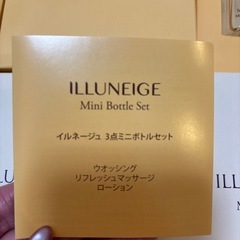 ILLUNEIGE
Mini Bottle Set
イルネージュ 3点ミニボトルセット
ウオッシング
リフレッシュマッサージ
ローション